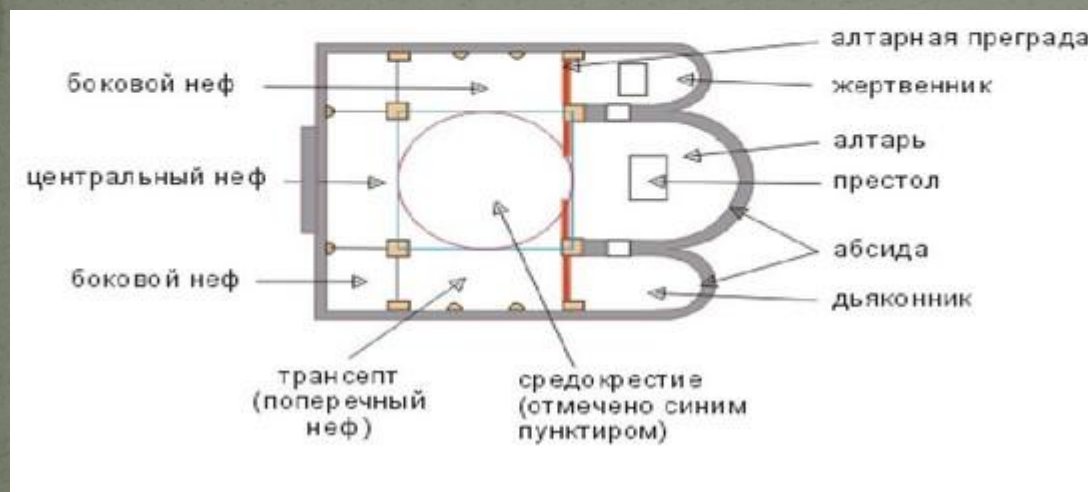 боковой неф
центральный неф
боковой неф
трансепт
(поперечный
неф)
средокрестие
(отмечено синим
пунктиром)
алтарная преграда
жертвенник
алтарь
престол
абсида
дьяконник